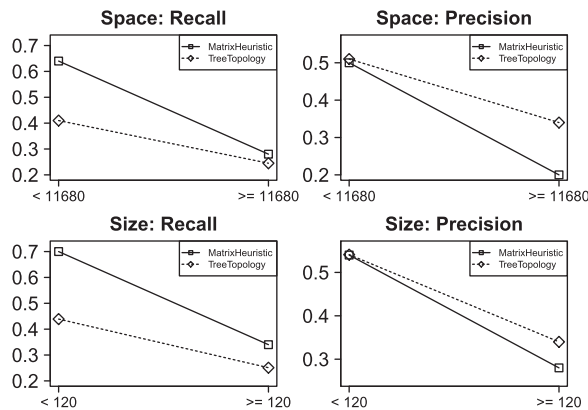 Space: Recall
0.7
0.6
0.5
0.4
0.3
0.2
MatrixHeuristic
TreeTopology
< 11680
>= 11680
Space: Precision
0.5
0.4
0.3
0.2
MatrixHeuristic
TreeTopology
< 11680
>= 11680
Size: Recall
0.7
0.6
0.5
0.4
0.3
0.2
MatrixHeuristic
TreeTopology
< 120
>= 120
Size: Precision
0.5
0.4
0.3
MatrixHeuristic
TreeTopology
< 120
>= 120